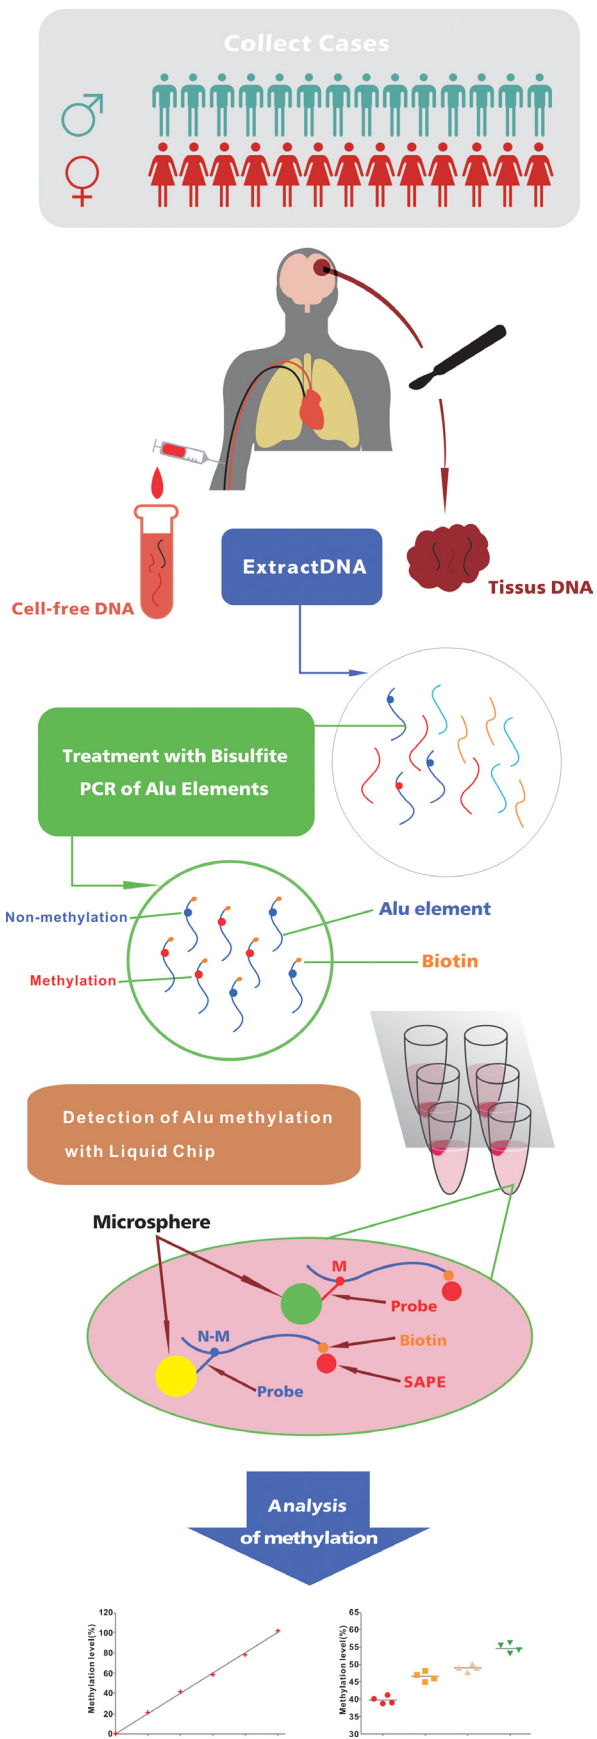 Collect Cases
ExtractDNA
Tissus DNA
Cell-free DNA
Treatment with Bisulfite
PCR of Alu Elements
Non-methylation
Alu element
Biotin
Methylation
Detection of Alu methylation
with Liquid Chip
Microsphere
M
Probe
N-M
Biotin
SAPE
Probe
Analysis
of methylation
Methylation level(%)
120
100
80
60
40
20
0
Methylation level(%)
65
60
55
50
45
40
35
30